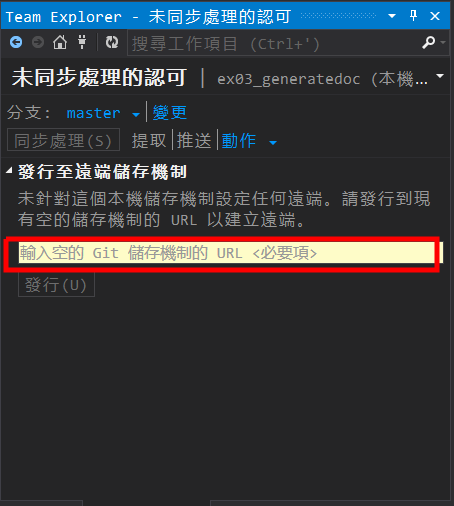 Team Explorer - 未同步處理的認可
搜尋工作項目 (Ctrl+')
未同步處理的認可 | ex03_generatedoc (本機...
分支: master | 變更
同步處理(S) 提取 | 推送 | 動作
發行至遠端儲存機制
未針對這個本機儲存機制設定任何遠端。請發行到現
有空的儲存機制的 URL 以建立遠端。
輸入空的 Git 儲存機制的 URL <必要項>
發行(U)